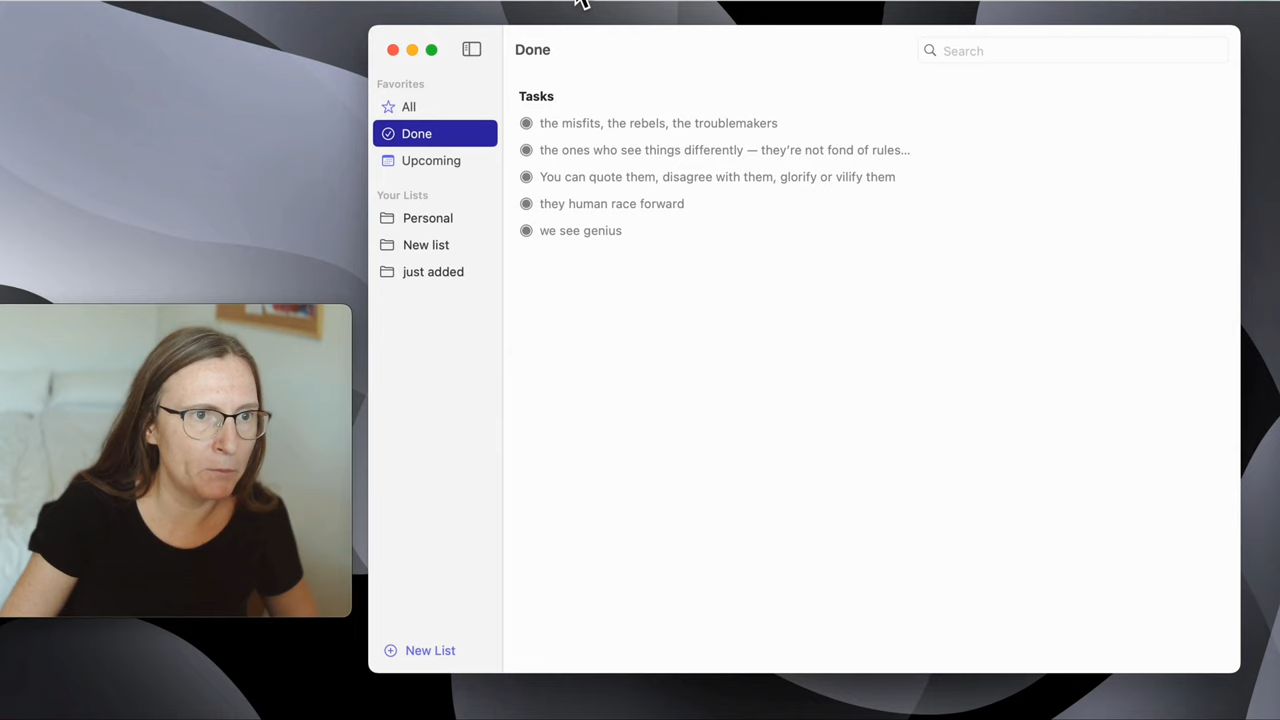 Done
Search
Favorites
All
Done
Upcoming
Your Lists
Personal
New list
just added
New List
Tasks
the misfits, the rebels, the troublemakers
the ones who see things differently — they're not fond of rules...
You can quote them, disagree with them, glorify or vilify them
they human race forward
we see genius